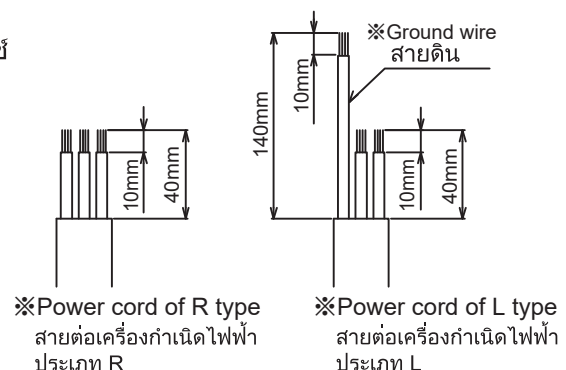 ※Ground wire
สายดิน
10mm
140mm
10mm
40mm
10mm
40mm
※Power cord of R type
สายต่อเครื่องกำเนิดไฟฟ้า
ประเภท R
※Power cord of L type
สายต่อเครื่องกำเนิดไฟฟ้า
ประเภท L